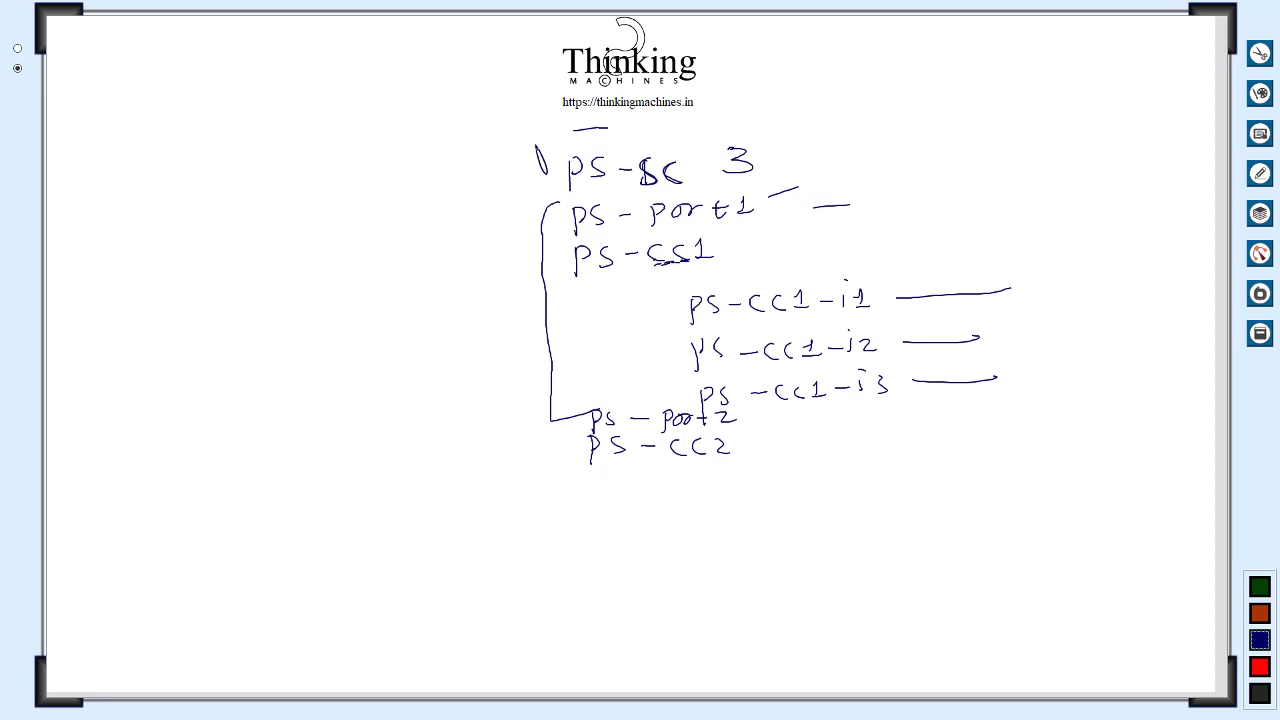 Thinking
MACHINES
https://thinkingmachines.in
ps-sc 3
ps - port1
ps-cc1
ps-cc1-i1
ps-cc1-i2
ps-cc1-i3
ps - port2
ps - cc2